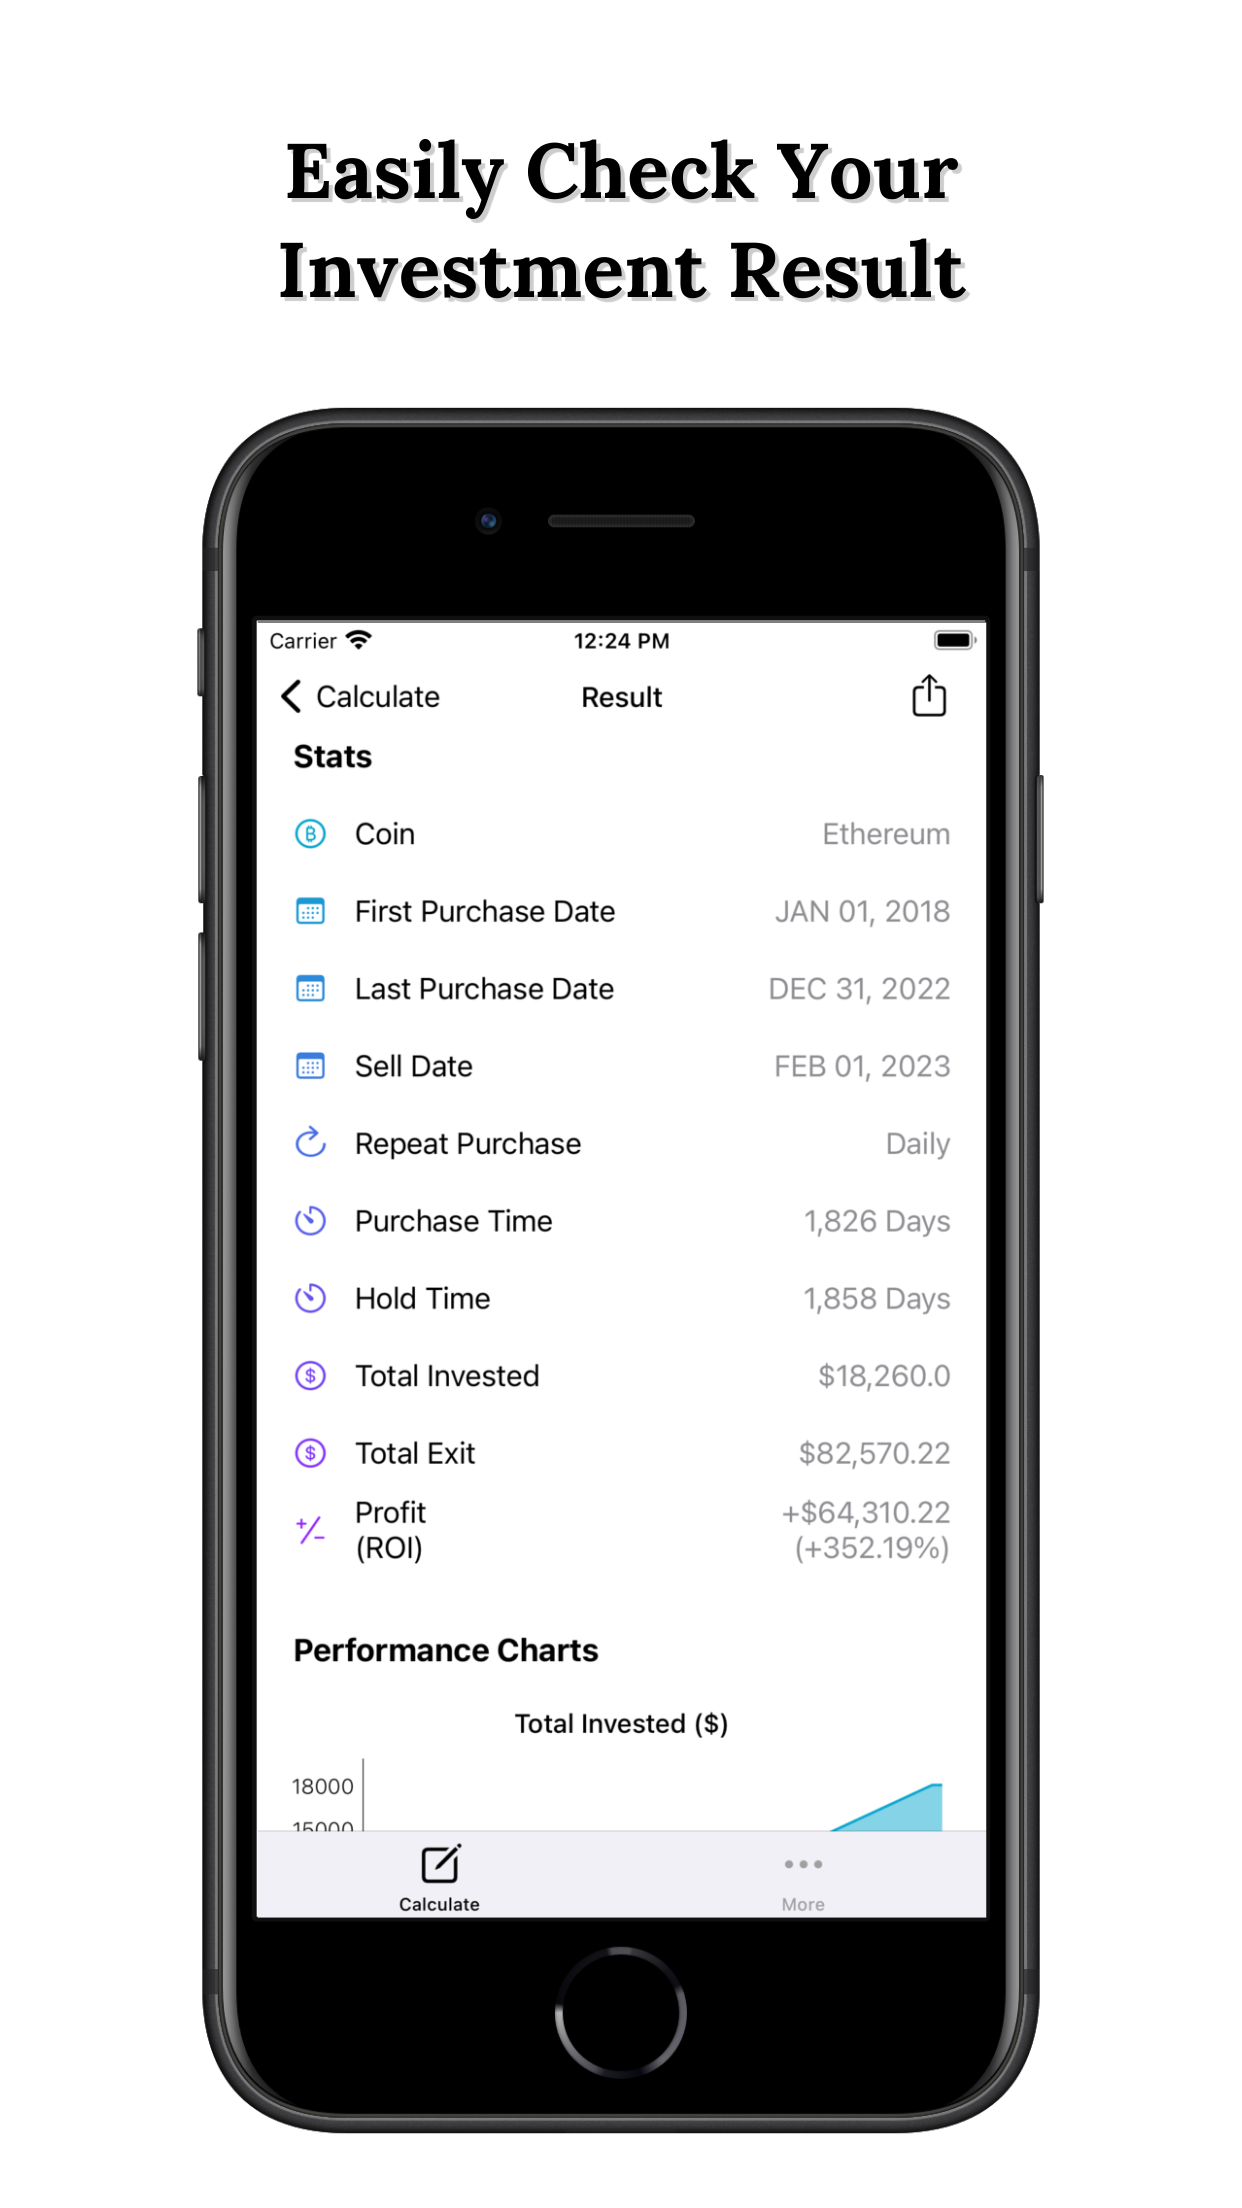 Easily Check Your
Investment Result
Carrier 12:24 PM
Calculate Result
Stats
Coin Ethereum
First Purchase Date JAN 01, 2018
Last Purchase Date DEC 31, 2022
Sell Date FEB 01, 2023
Repeat Purchase Daily
Purchase Time 1,826 Days
Hold Time 1,858 Days
Total Invested $18,260.0
Total Exit $82,570.22
Profit +$64,310.22
(ROI) (+352.19%)
Performance Charts
Total Invested ($)
18000
15000
Calculate More